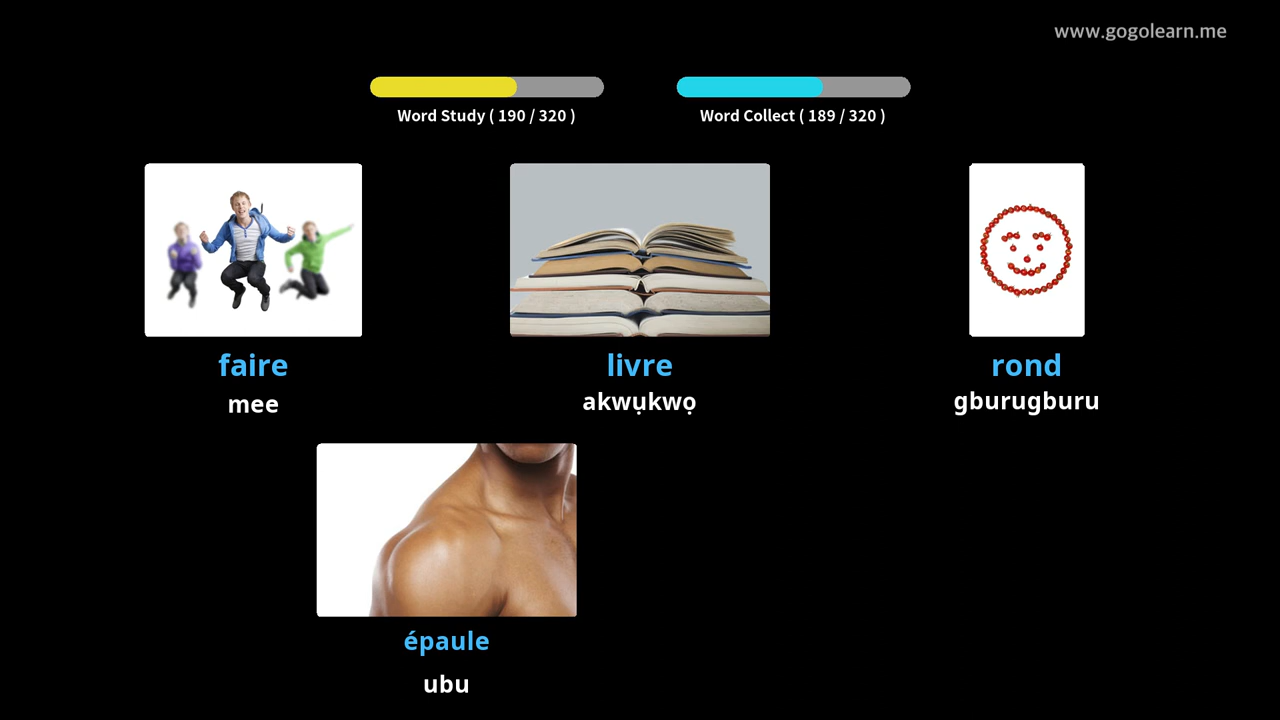 www.gogolearn.me
Word Study ( 190 / 320 )
Word Collect ( 189 / 320 )
faire
livre
rond
mee
akwụkwọ
gburugburu
épaule
ubu